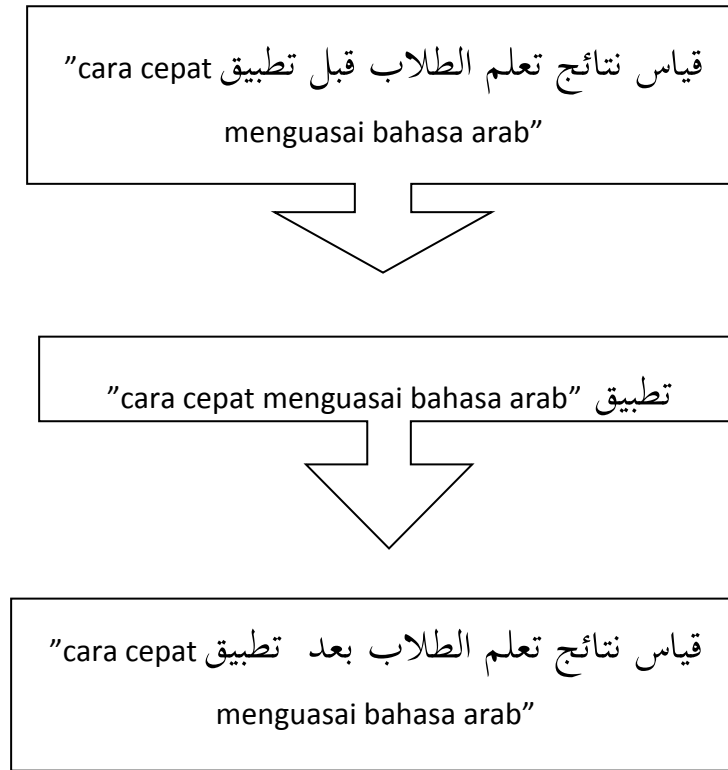 قياس نتائج تعلم الطلاب قبل تطبيق "cara cepat
menguasai bahasa arab"
تطبيق "cara cepat menguasai bahasa arab"
قياس نتائج تعلم الطلاب بعد تطبيق "cara cepat
menguasai bahasa arab"